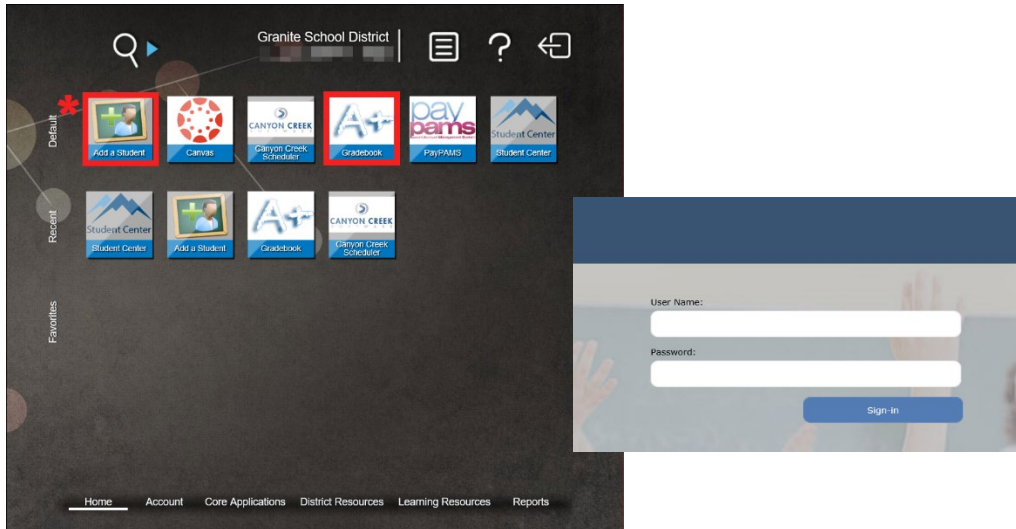 Granite School District
*
Default
Add a Student
Canvas
CANYON CREEK
SOFTWARE
Canyon Creek
Scheduler
A+
Gradebook
pay
pams
PayPAMS
Student Center
Student Center
Recent
Student Center
Student Center
Add a Student
A+
Gradebook
CANYON CREEK
SOFTWARE
Canyon Creek
Scheduler
Favorites
Home Account Core Applications District Resources Learning Resources Reports
User Name:
Password:
Sign-in